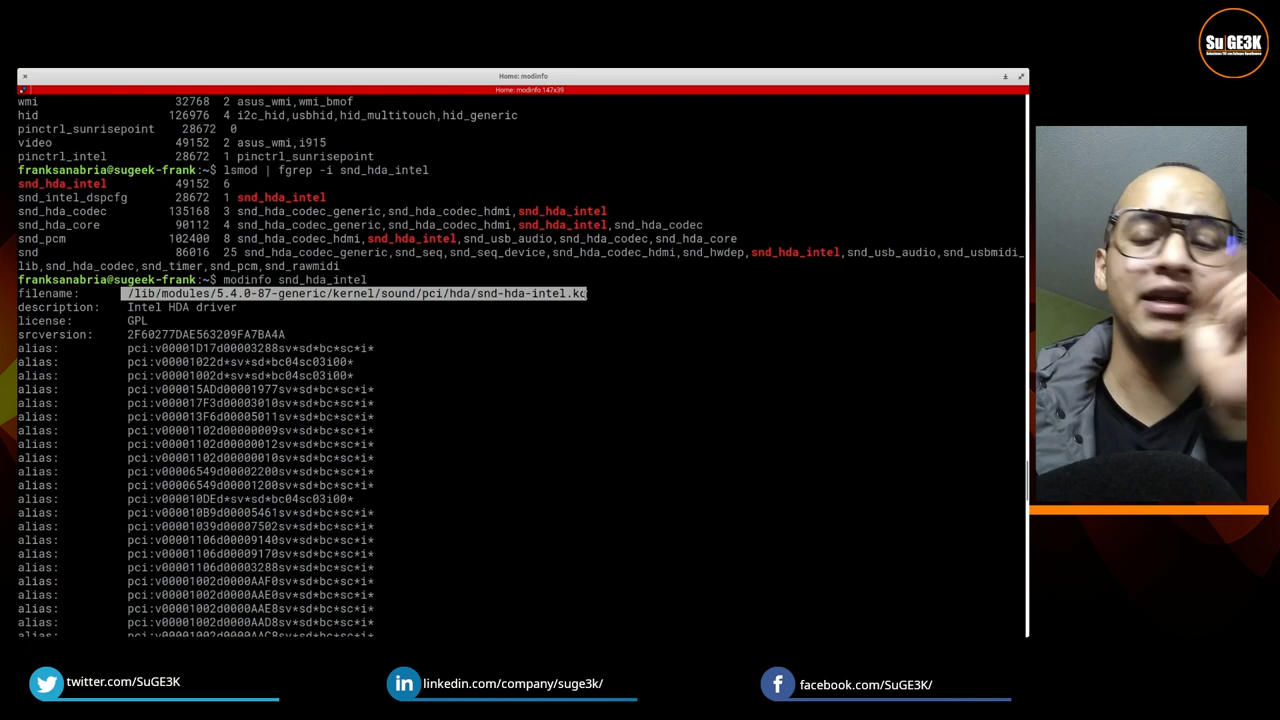 Su GE3K
Home: modinfo
Home: modinfo 147x39
wmi 32768 2 asus_wmi,wmi_bmof
hid 126976 4 i2c_hid,usbhid,hid_multitouch,hid_generic
pinctrl_sunrisepoint 28672 0
video 49152 2 asus_wmi,i915
pinctrl_intel 28672 1 pinctrl_sunrisepoint
franksanabria@sugeek-frank:~$ lsmod | fgrep -i snd_hda_intel
snd_hda_intel 49152 6
snd_intel_dspcfg 28672 1 snd_hda_intel
snd_hda_codec 135168 3 snd_hda_codec_generic,snd_hda_codec_hdmi,snd_hda_intel
snd_hda_core 90112 4 snd_hda_codec_generic,snd_hda_codec_hdmi,snd_hda_intel,snd_hda_codec
snd_pcm 102400 8 snd_hda_codec_hdmi,snd_hda_intel,snd_usb_audio,snd_hda_codec,snd_hda_core
snd 86016 25 snd_hda_codec_generic,snd_seq,snd_seq_device,snd_hda_codec_hdmi,snd_hwdep,snd_hda_intel,snd_usb_audio,snd_usbmidi_
lib,snd_hda_codec,snd_timer,snd_pcm,snd_rawmidi
franksanabria@sugeek-frank:~$ modinfo snd_hda_intel
filename: /lib/modules/5.4.0-87-generic/kernel/sound/pci/hda/snd-hda-intel.ko
description: Intel HDA driver
license: GPL
srcversion: 2F60277DAE563209FA7BA4A
alias: pci:v00001D17d00003288sv*sd*bc*sc*i*
alias: pci:v00001022d*sv*sd*bc04sc03i00*
alias: pci:v00001002d*sv*sd*bc04sc03i00*
alias: pci:v000015ADd00001977sv*sd*bc*sc*i*
alias: pci:v000017F3d00003010sv*sd*bc*sc*i*
alias: pci:v000013F6d00005011sv*sd*bc*sc*i*
alias: pci:v00001102d00000009sv*sd*bc*sc*i*
alias: pci:v00001102d00000012sv*sd*bc*sc*i*
alias: pci:v00006549d00002200sv*sd*bc*sc*i*
alias: pci:v00006549d00001200sv*sd*bc*sc*i*
alias: pci:v000010DEd*sv*sd*bc04sc03i00*
alias: pci:v000010B9d00005461sv*sd*bc*sc*i*
alias: pci:v00001039d00007502sv*sd*bc*sc*i*
alias: pci:v00001106d00009140sv*sd*bc*sc*i*
alias: pci:v00001106d00009170sv*sd*bc*sc*i*
alias: pci:v00001106d00003288sv*sd*bc*sc*i*
alias: pci:v00001002d0000AAF0sv*sd*bc*sc*i*
alias: pci:v00001002d0000AAE0sv*sd*bc*sc*i*
alias: pci:v00001002d0000AAE8sv*sd*bc*sc*i*
alias: pci:v00001002d0000AAD8sv*sd*bc*sc*i*
alias: pci:v00001002d0000AAC8sv*sd*bc*sc*i*
twitter.com/SuGE3K
linkedin.com/company/suge3k/
facebook.com/SuGE3K/